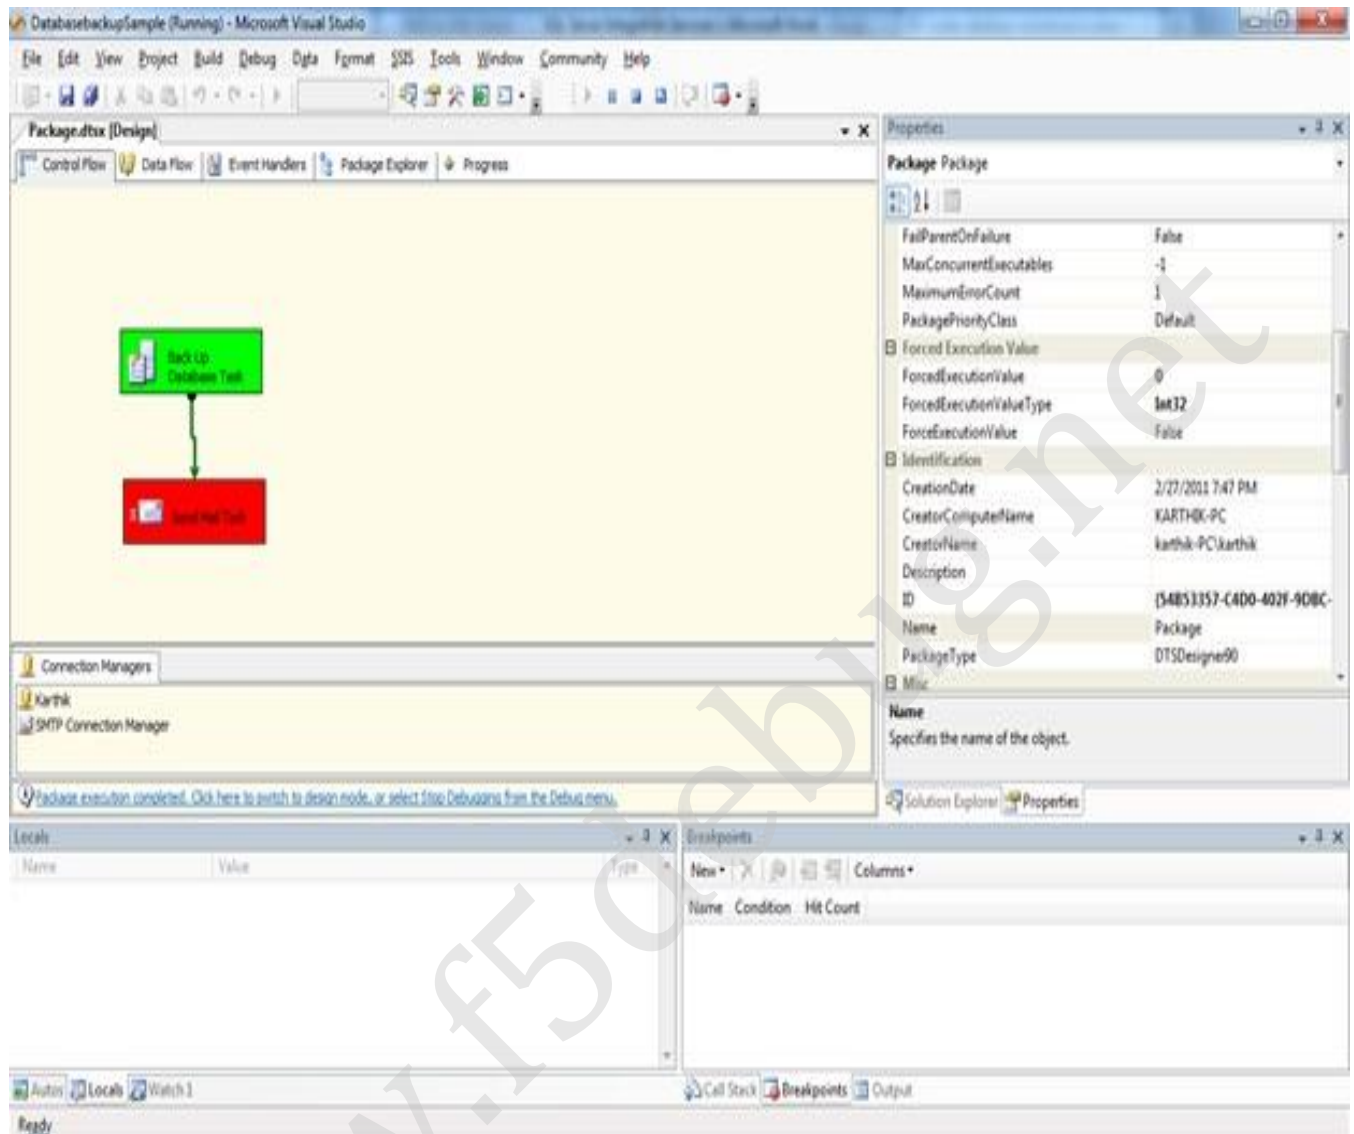 DatabasebackupSample (Running) - Microsoft Visual Studio
File Edit View Project Build Debug Data Format SSIS Tools Window Community Help
Package.dtsx [Design]
Control Flow Data Flow Event Handlers Package Explorer Progress
Back Up
Database Task
Send Mail Task
Connection Managers
Karthik
SMTP Connection Manager
Package execution completed. Click here to switch to design mode, or select Stop Debugging from the Debug menu.
Properties
Package Package
FailParentOnFailure False
MaxConcurrentExecutables -1
MaximumErrorCount 1
PackagePriorityClass Default
Forced Execution Value
ForcedExecutionValue 0
ForcedExecutionValueType Int32
ForceExecutionValue False
Identification
CreationDate 2/27/2011 7:47 PM
CreatorComputerName KARTHIK-PC
CreatorName karthik-PC\karthik
Description
ID {54B53357-C4D0-402F-9DBC-
Name Package
PackageType DTSDesigner90
Misc
Name
Specifies the name of the object.
Solution Explorer Properties
Locals
Name Value Type
Autos Locals Watch 1
Breakpoints
New Columns
Name Condition Hit Count
Call Stack Breakpoints Output
Ready
w.f5debug.net